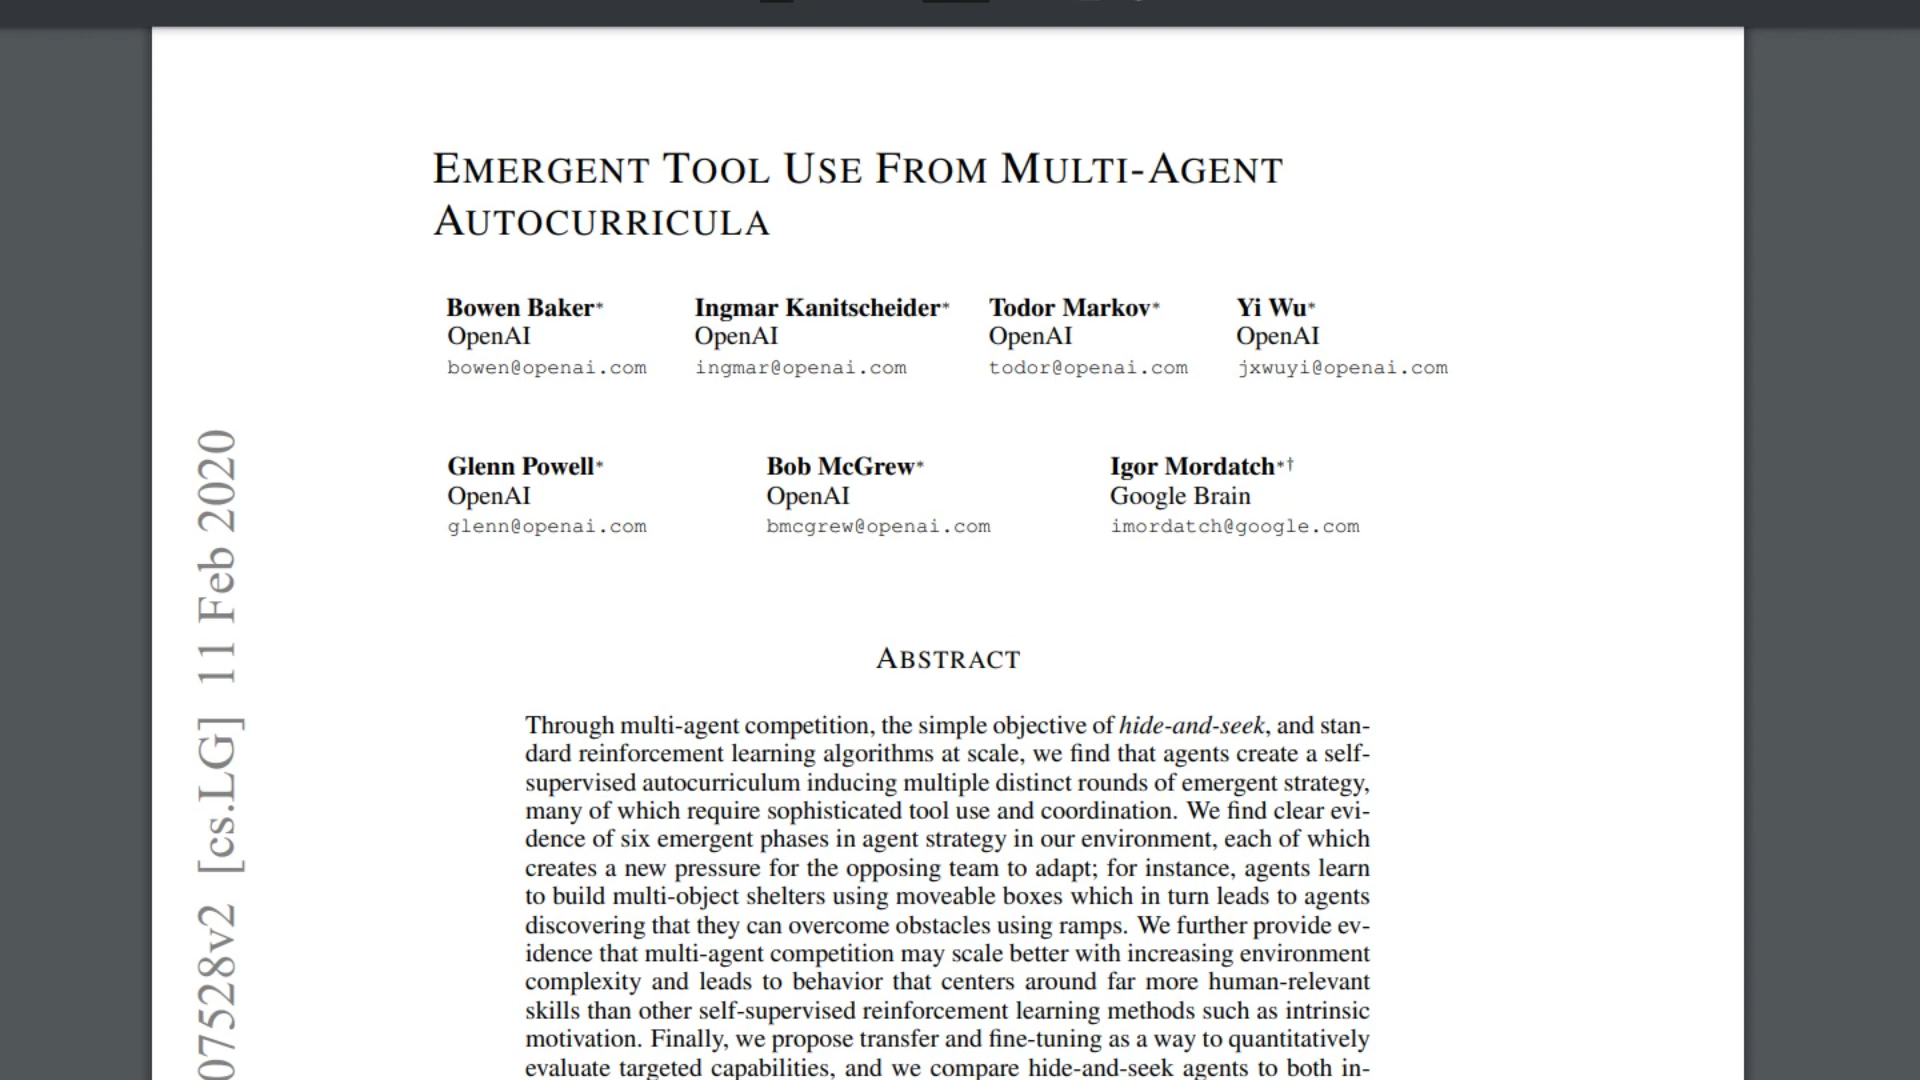 EMERGENT TOOL USE FROM MULTI-AGENT
AUTOCURRICULA
Bowen Baker* Ingmar Kanitscheider* Todor Markov* Yi Wu*
OpenAI OpenAI OpenAI OpenAI
bowen@openai.com ingmar@openai.com todor@openai.com jxwuyi@openai.com
Glenn Powell* Bob McGrew* Igor Mordatch*†
OpenAI OpenAI Google Brain
glenn@openai.com bmcgrew@openai.com imordatch@google.com
ABSTRACT
Through multi-agent competition, the simple objective of hide-and-seek, and stan-
dard reinforcement learning algorithms at scale, we find that agents create a self-
supervised autocurriculum inducing multiple distinct rounds of emergent strategy,
many of which require sophisticated tool use and coordination. We find clear evi-
dence of six emergent phases in agent strategy in our environment, each of which
creates a new pressure for the opposing team to adapt; for instance, agents learn
to build multi-object shelters using moveable boxes which in turn leads to agents
discovering that they can overcome obstacles using ramps. We further provide ev-
idence that multi-agent competition may scale better with increasing environment
complexity and leads to behavior that centers around far more human-relevant
skills than other self-supervised reinforcement learning methods such as intrinsic
motivation. Finally, we propose transfer and fine-tuning as a way to quantitatively
evaluate targeted capabilities, and we compare hide-and-seek agents to both in-
07528v2 [cs.LG] 11 Feb 2020